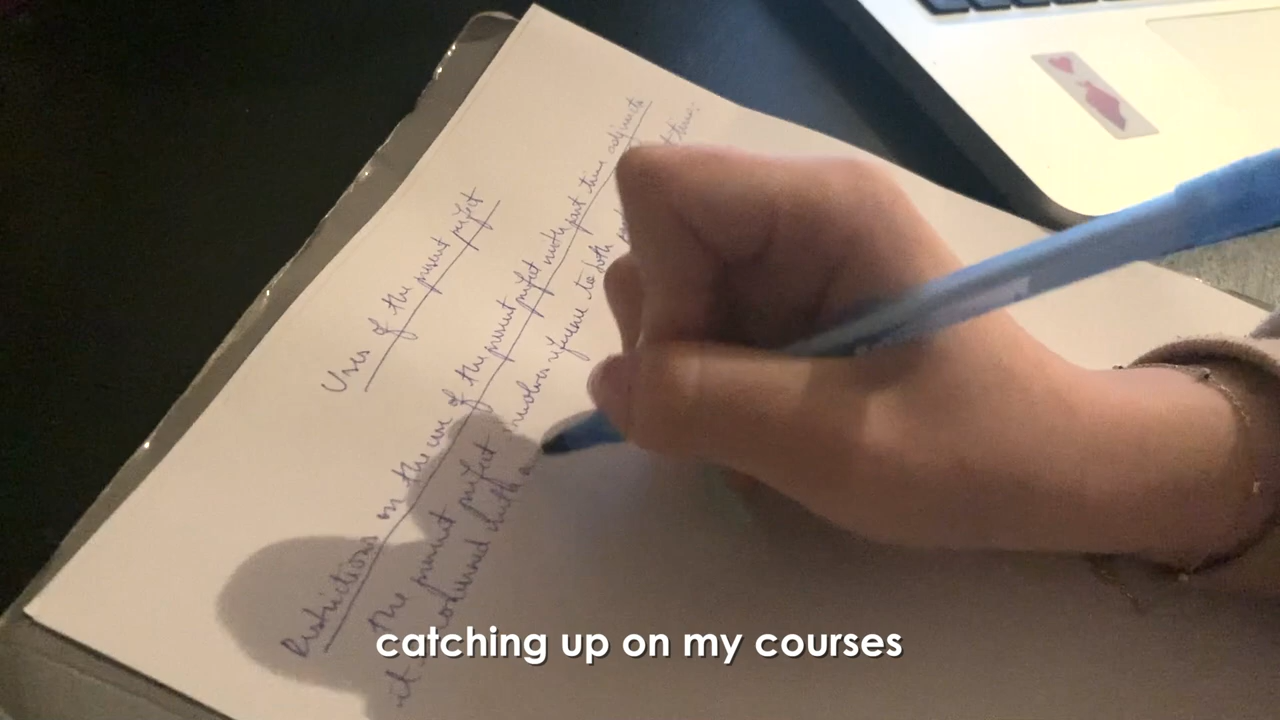 Uses of the present perfect
Restrictions on the use of the present perfect with past time adjuncts
the present perfect involves reference to both
it
catching up on my courses